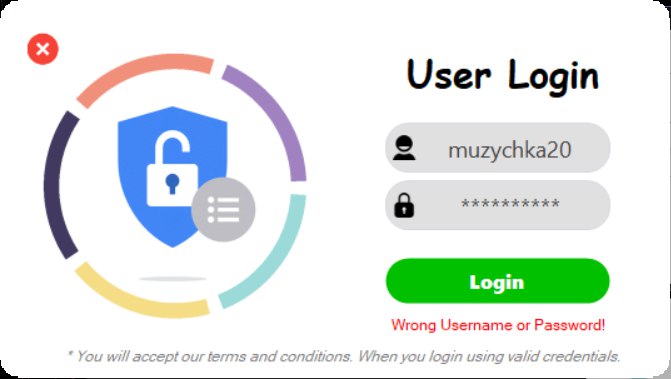 User Login
muzychka20
**********
Login
Wrong Username or Password!
* You will accept our terms and conditions. When you login using valid credentials.